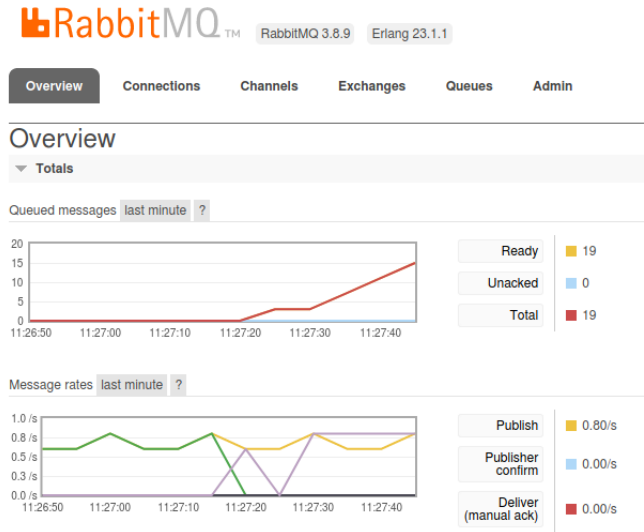 RabbitMQ TM RabbitMQ 3.8.9 Erlang 23.1.1
Overview Connections Channels Exchanges Queues Admin
Overview
Totals
Queued messages last minute ?
20
15
10
5
0
11:26:50 11:27:00 11:27:10 11:27:20 11:27:30 11:27:40
Ready 19
Unacked 0
Total 19
Message rates last minute ?
1.0 /s
0.8 /s
0.5 /s
0.3 /s
0.0 /s
11:26:50 11:27:00 11:27:10 11:27:20 11:27:30 11:27:40
Publish 0.80/s
Publisher
confirm 0.00/s
Deliver
(manual ack) 0.00/s